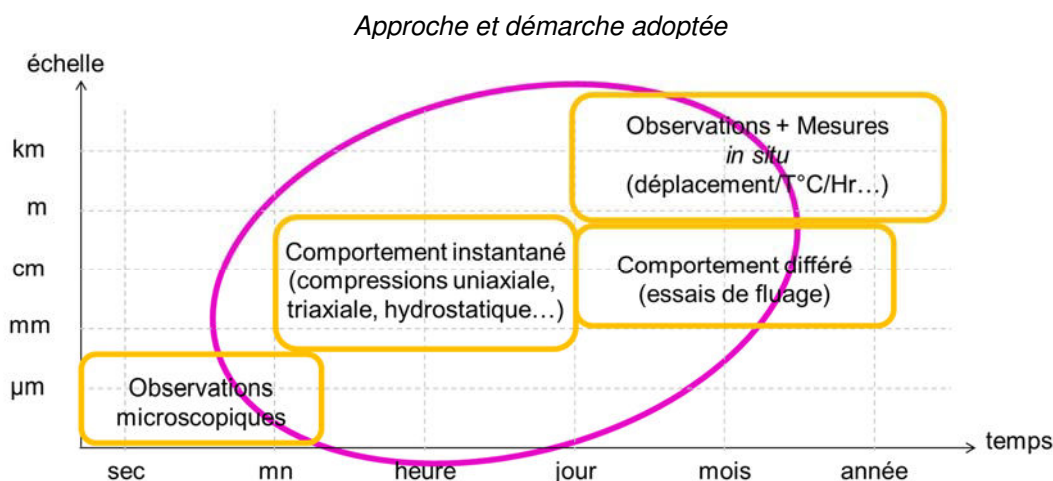 Approche et démarche adoptée
échelle
km
m
cm
mm
µm
Observations + Mesures
in situ
(déplacement/T°C/Hr…)
Comportement instantané
(compressions uniaxiale,
triaxiale, hydrostatique…)
Comportement différé
(essais de fluage)
Observations
microscopiques
temps
sec
mn
heure
jour
mois
année